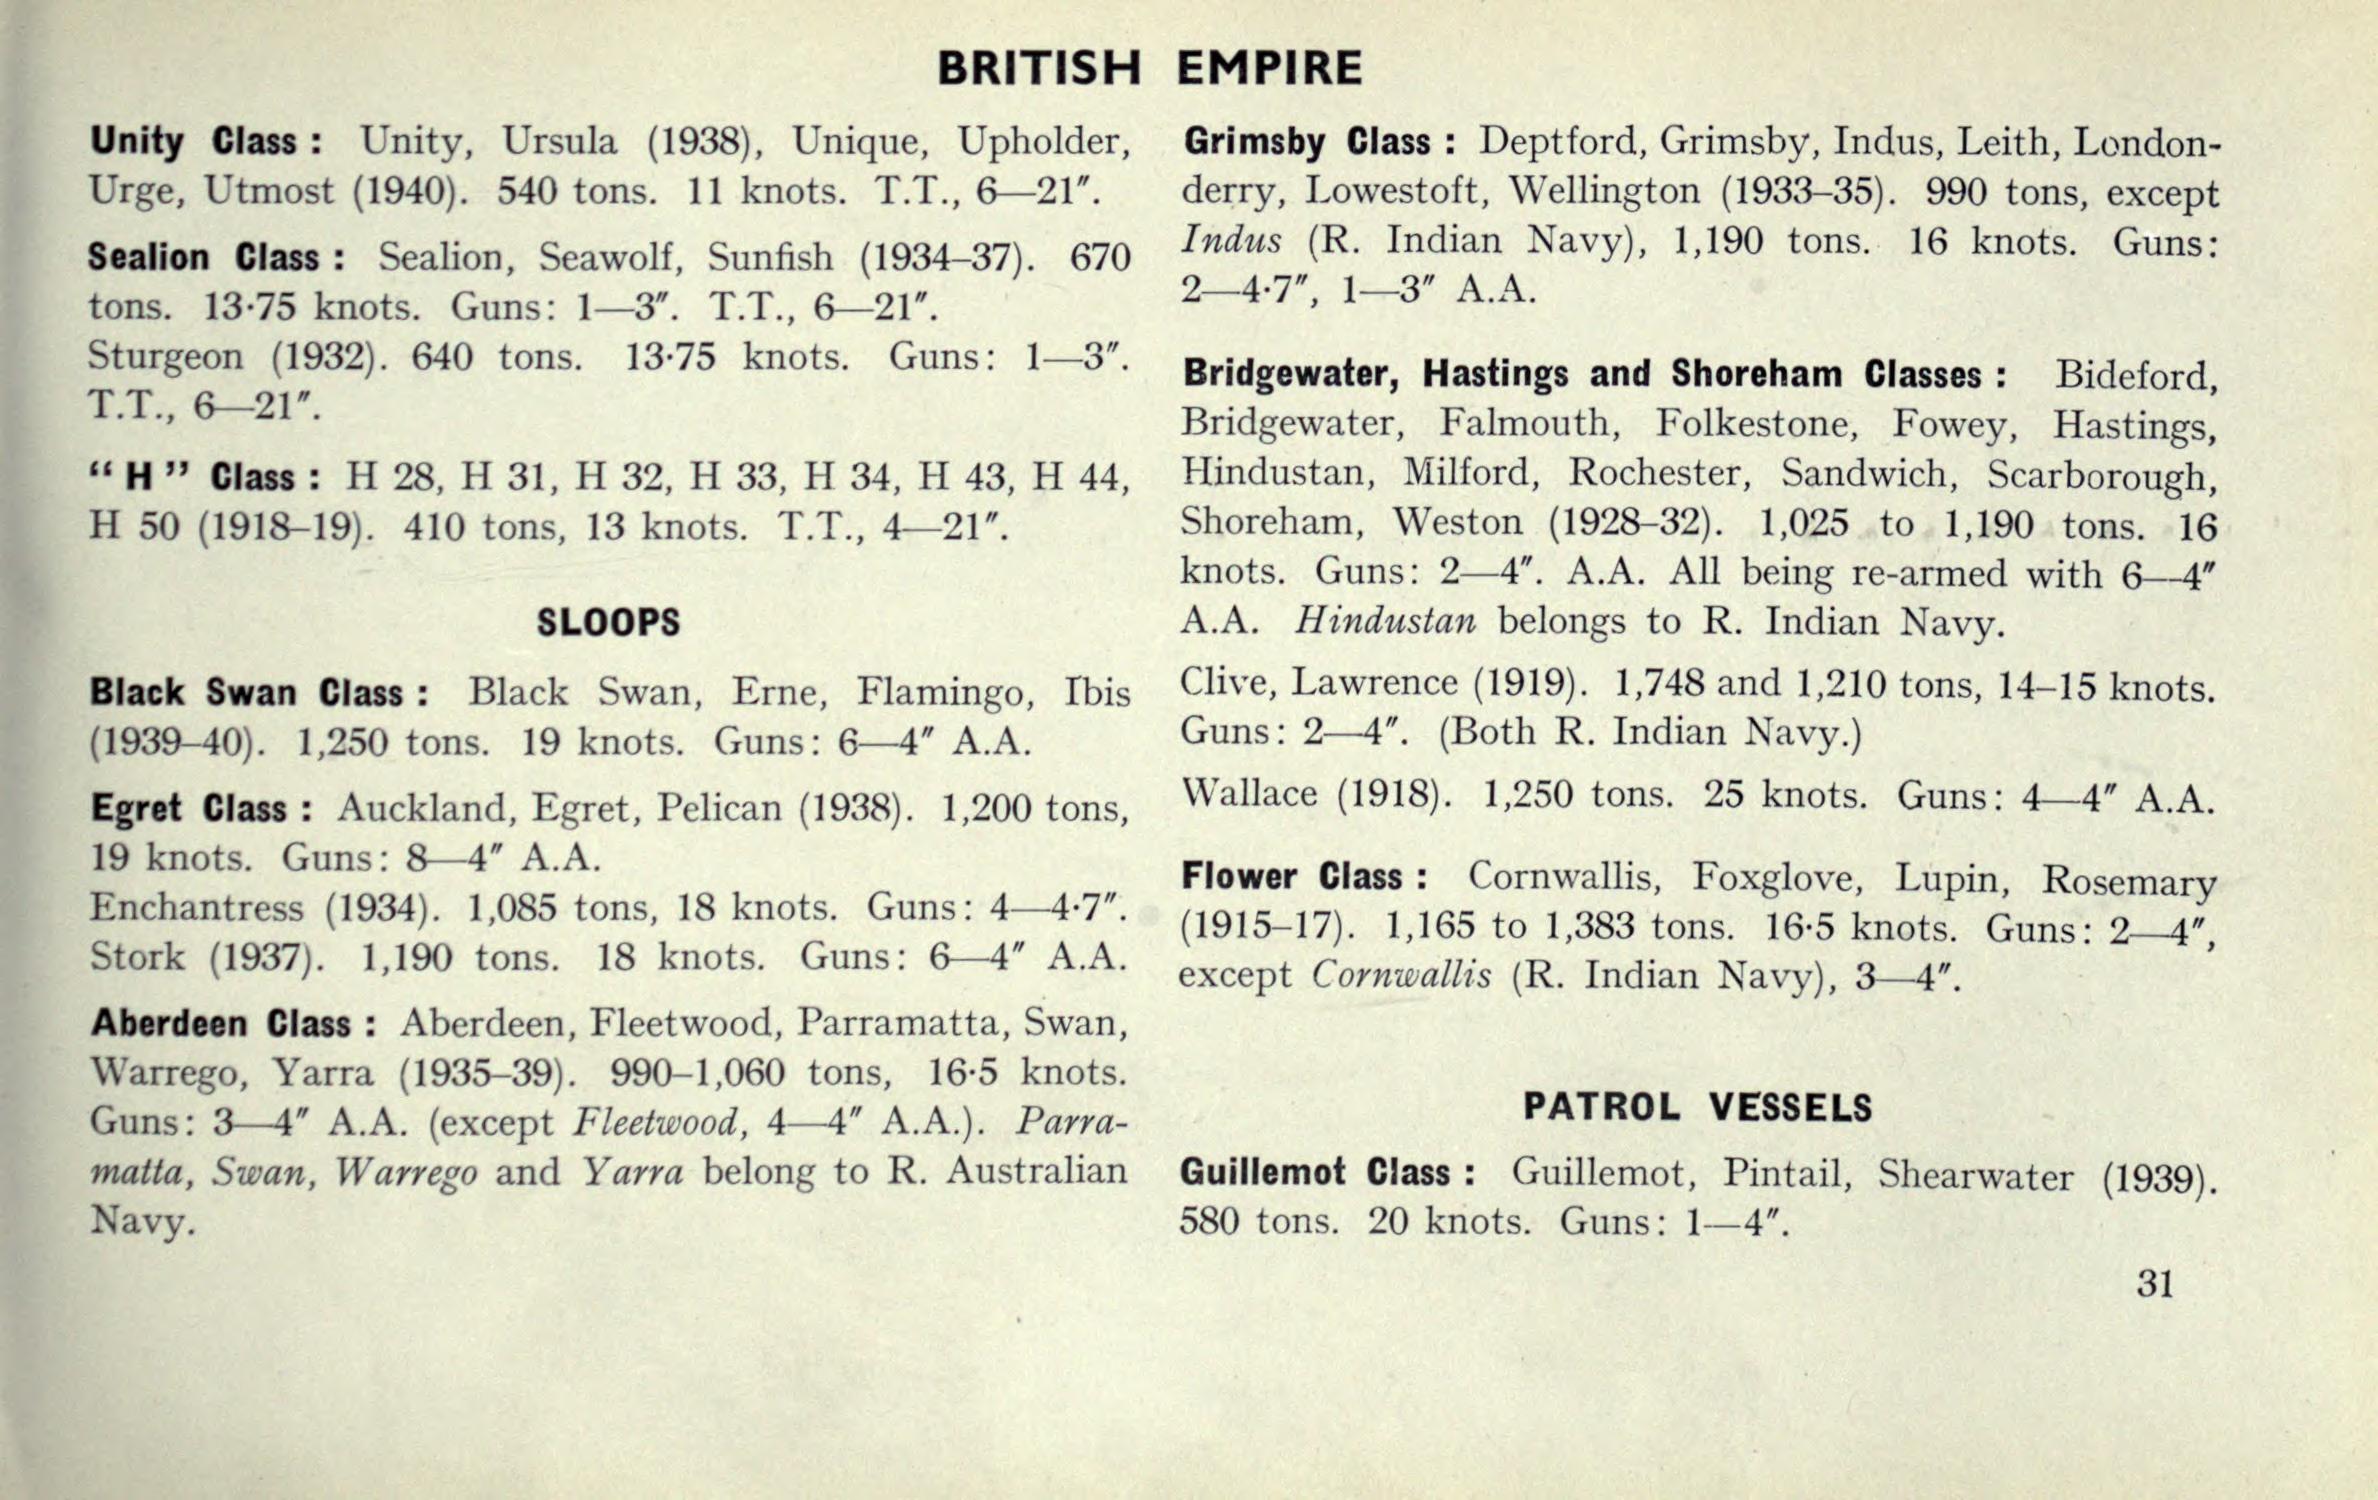 BRITISH EMPIRE
Unity Class : Unity, Ursula (1938), Unique, Upholder,
Urge, Utmost (1940). 540 tons. 11 knots. T.T., 6—21″.
Sealion Class : Sealion, Seawolf, Sunfish (1934–37). 670
tons. 13·75 knots. Guns: 1—3″. T.T., 6—21″.
Sturgeon (1932). 640 tons. 13·75 knots. Guns: 1—3″.
T.T., 6—21″.
“ H ” Class : H 28, H 31, H 32, H 33, H 34, H 43, H 44,
H 50 (1918–19). 410 tons, 13 knots. T.T., 4—21″.
SLOOPS
Black Swan Class : Black Swan, Erne, Flamingo, Ibis
(1939–40). 1,250 tons. 19 knots. Guns: 6—4″ A.A.
Egret Class : Auckland, Egret, Pelican (1938). 1,200 tons,
19 knots. Guns: 8—4″ A.A.
Enchantress (1934). 1,085 tons, 18 knots. Guns: 4—4·7″.
Stork (1937). 1,190 tons. 18 knots. Guns: 6—4″ A.A.
Aberdeen Class : Aberdeen, Fleetwood, Parramatta, Swan,
Warrego, Yarra (1935–39). 990–1,060 tons, 16·5 knots.
Guns: 3—4″ A.A. (except Fleetwood, 4—4″ A.A.). Parra-
matta, Swan, Warrego and Yarra belong to R. Australian
Navy.
Grimsby Class : Deptford, Grimsby, Indus, Leith, London-
derry, Lowestoft, Wellington (1933–35). 990 tons, except
Indus (R. Indian Navy), 1,190 tons. 16 knots. Guns:
2—4·7″, 1—3″ A.A.
Bridgewater, Hastings and Shoreham Classes : Bideford,
Bridgewater, Falmouth, Folkestone, Fowey, Hastings,
Hindustan, Milford, Rochester, Sandwich, Scarborough,
Shoreham, Weston (1928–32). 1,025 to 1,190 tons. 16
knots. Guns: 2—4″. A.A. All being re-armed with 6—4″
A.A. Hindustan belongs to R. Indian Navy.
Clive, Lawrence (1919). 1,748 and 1,210 tons, 14–15 knots.
Guns: 2—4″. (Both R. Indian Navy.)
Wallace (1918). 1,250 tons. 25 knots. Guns: 4—4″ A.A.
Flower Class : Cornwallis, Foxglove, Lupin, Rosemary
(1915–17). 1,165 to 1,383 tons. 16·5 knots. Guns: 2—4″,
except Cornwallis (R. Indian Navy), 3—4″.
PATROL VESSELS
Guillemot Class : Guillemot, Pintail, Shearwater (1939).
580 tons. 20 knots. Guns: 1—4″.
31